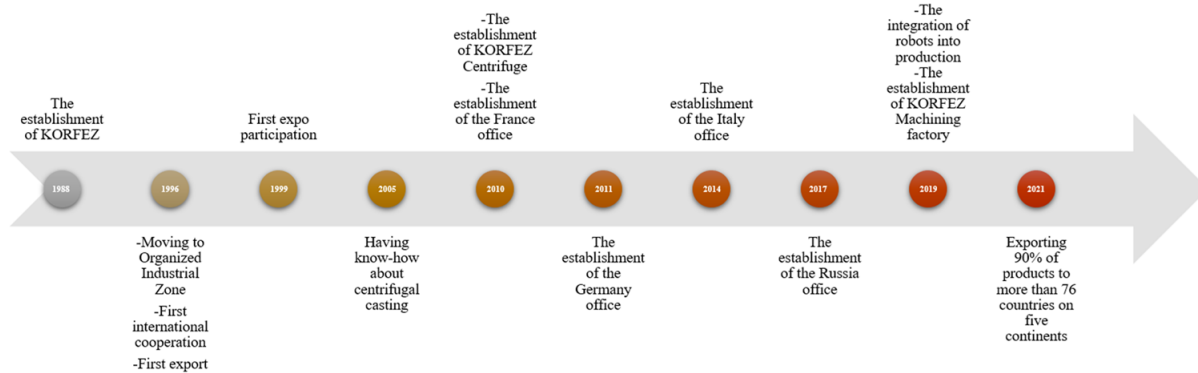 The
establishment
of KORFEZ
1988
1996
-Moving to
Organized
Industrial
Zone
-First
international
cooperation
-First export
First expo
participation
1999
2005
Having
know-how
about
centrifugal
casting
-The
establishment
of KORFEZ
Centrifuge
-The
establishment
of the France
office
2010
2011
The
establishment
of the
Germany
office
The
establishment
of the Italy
office
2014
2017
The
establishment
of the Russia
office
-The
integration of
robots into
production
-The
establishment
of KORFEZ
Machining
factory
2019
2021
Exporting
90% of
products to
more than 76
countries on
five
continents